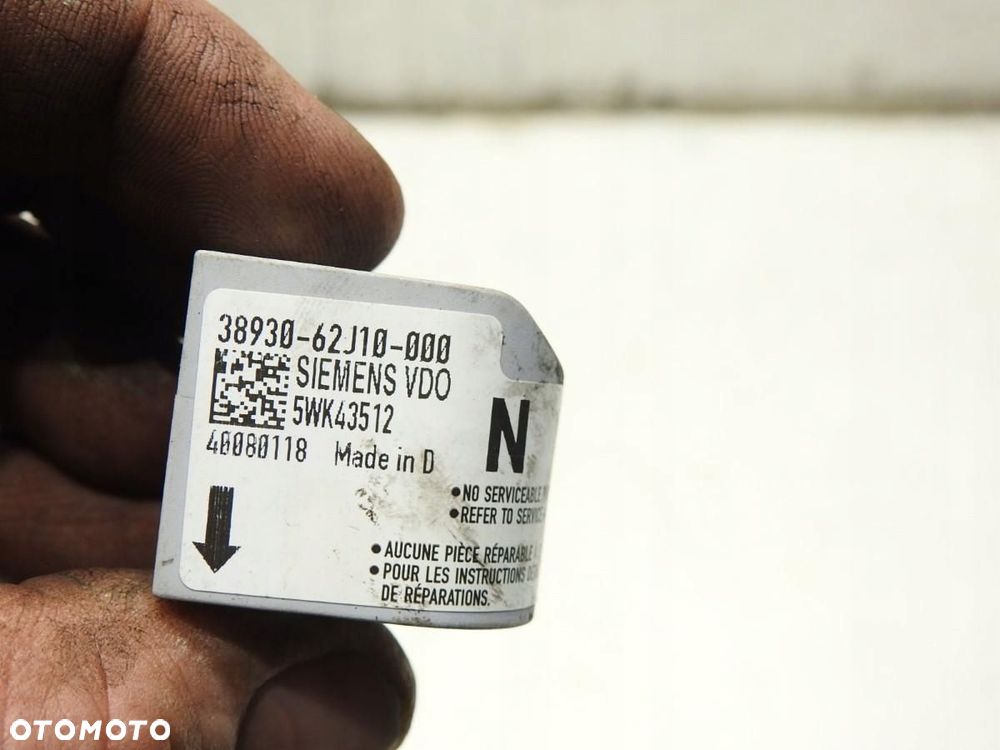 38930-62J10-000
SIEMENS VDO
5WK43512
40080118 Made in D
N
•NO SERVICEABLE
•REFER TO
•AUCUNE PIÈCE RÉPARABLE
•POUR LES INSTRUCTIONS
DE RÉPARATIONS.
OTOMOTO